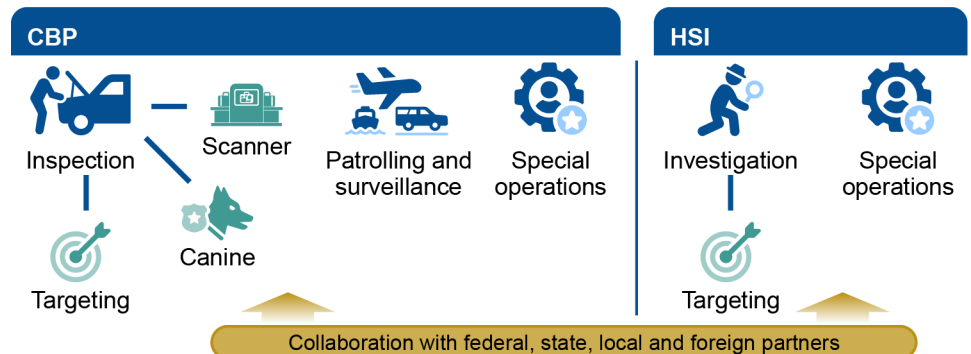 CBP
Inspection
Scanner
Canine
Targeting
Patrolling and
surveillance
Special
operations
HSI
Investigation
Targeting
Special
operations
Collaboration with federal, state, local and foreign partners